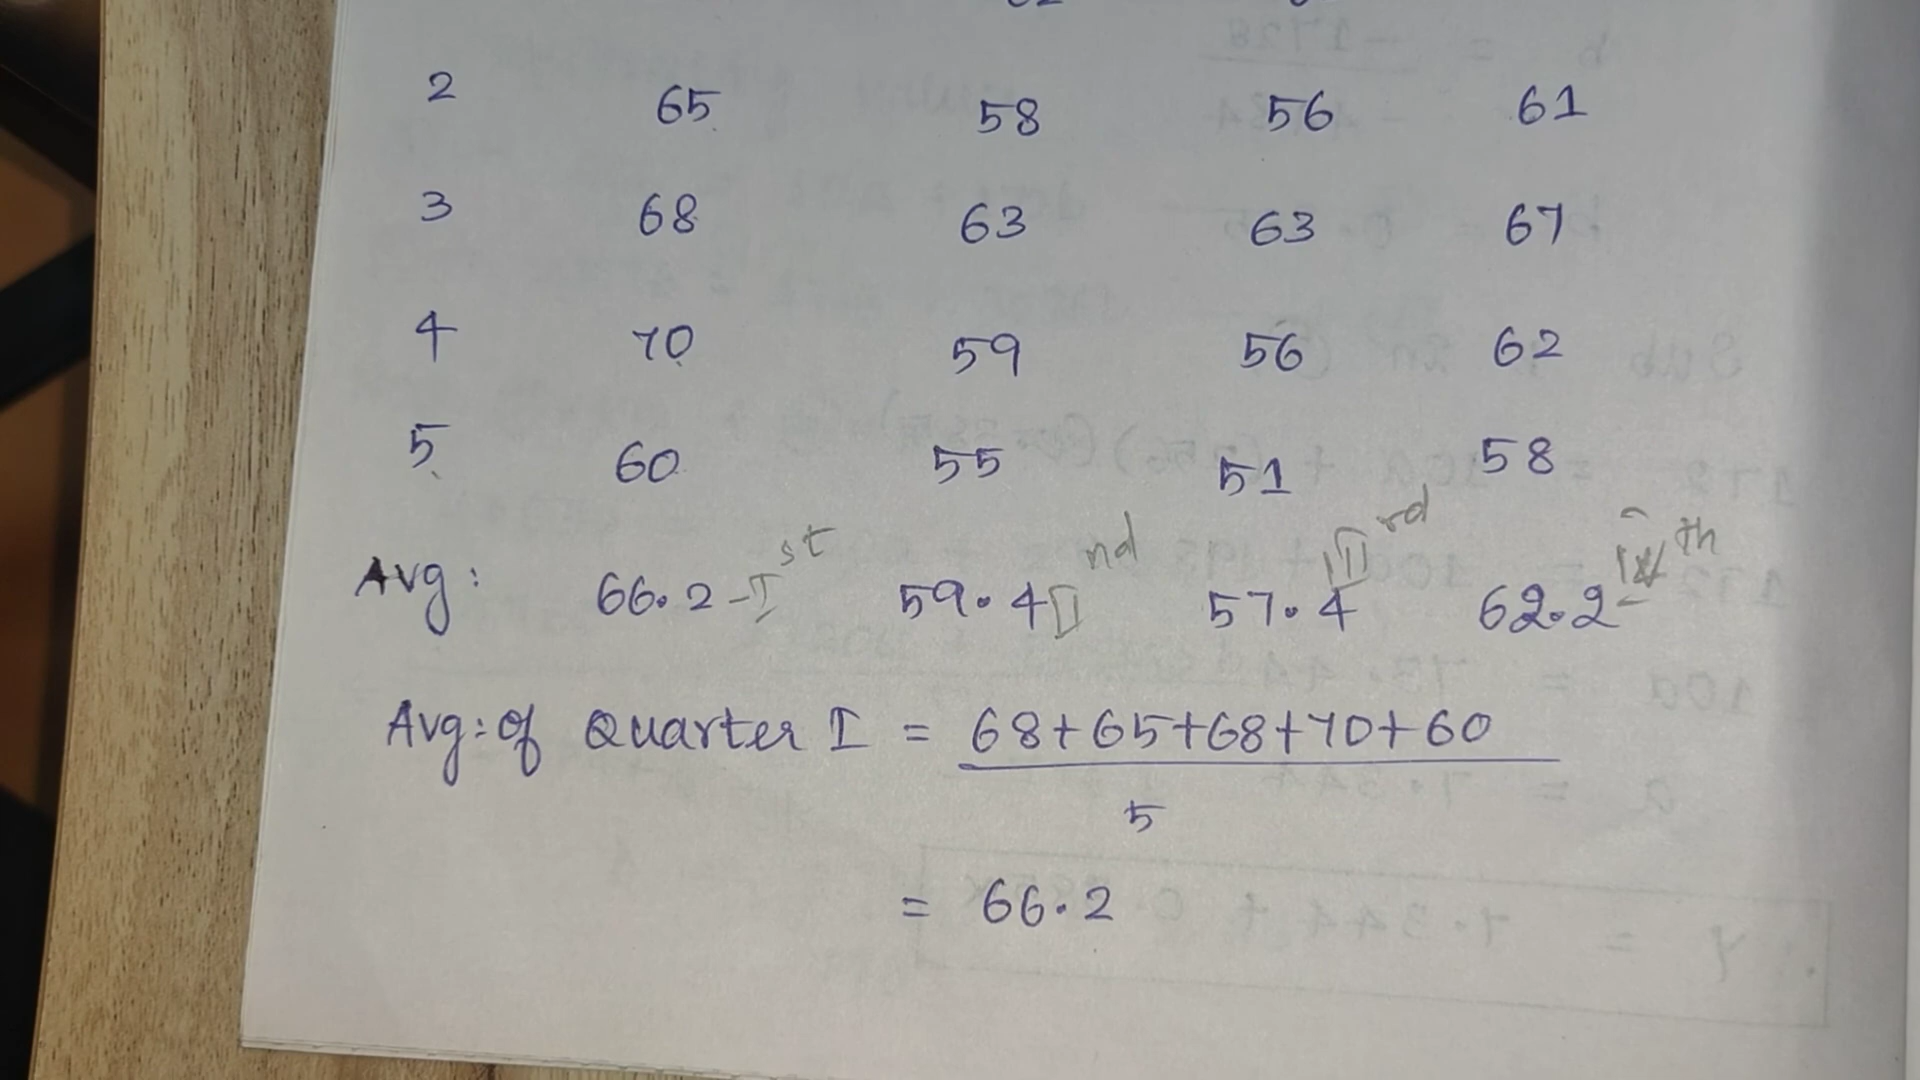 2 65 58 56 61
3 68 63 63 67
4 70 59 56 62
5 60 55 51 58
Avg: 66.2 - I st 59.4 II nd 57.4 III rd 62.2 IV th
Avg: of Quarter I = 68+65+68+70+60
5
= 66.2